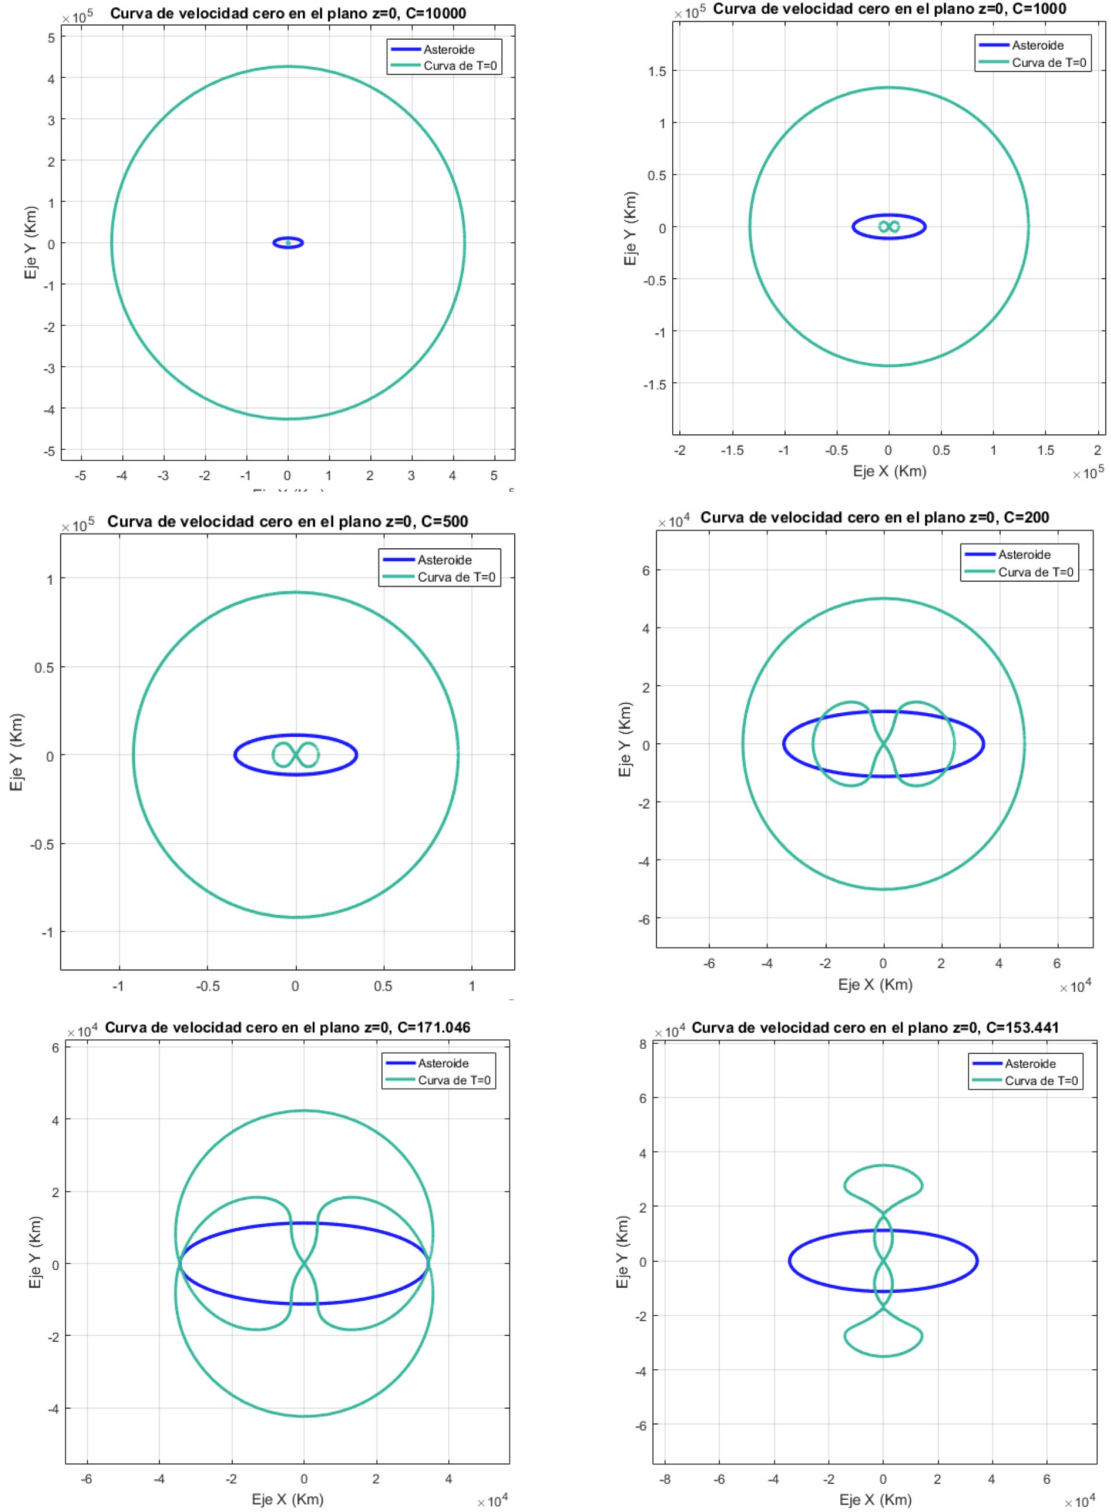 Curva de velocidad cero en el plano z=0, C=10000
×10⁵
Asteroide
Curva de T=0
Eje Y (Km)
5
4
3
2
1
0
-1
-2
-3
-4
-5
-5 -4 -3 -2 -1 0 1 2 3 4 5
Curva de velocidad cero en el plano z=0, C=1000
×10⁵
Asteroide
Curva de T=0
Eje Y (Km)
1.5
1
0.5
0
-0.5
-1
-1.5
-2 -1.5 -1 -0.5 0 0.5 1 1.5 2
Eje X (Km)
×10⁵
Curva de velocidad cero en el plano z=0, C=500
×10⁵
Asteroide
Curva de T=0
Eje Y (Km)
1
0.5
0
-0.5
-1
-1 -0.5 0 0.5 1
Curva de velocidad cero en el plano z=0, C=200
×10⁴
Asteroide
Curva de T=0
Eje Y (Km)
6
4
2
0
-2
-4
-6
-6 -4 -2 0 2 4 6
Eje X (Km)
×10⁴
Curva de velocidad cero en el plano z=0, C=171.046
×10⁴
Asteroide
Curva de T=0
Eje Y (Km)
6
4
2
0
-2
-4
-6 -4 -2 0 2 4
Eje X (Km)
×10⁴
Curva de velocidad cero en el plano z=0, C=153.441
×10⁴
Asteroide
Curva de T=0
Eje Y (Km)
8
6
4
2
0
-2
-4
-6
-8 -6 -4 -2 0 2 4 6
Eje X (Km)
×10⁴